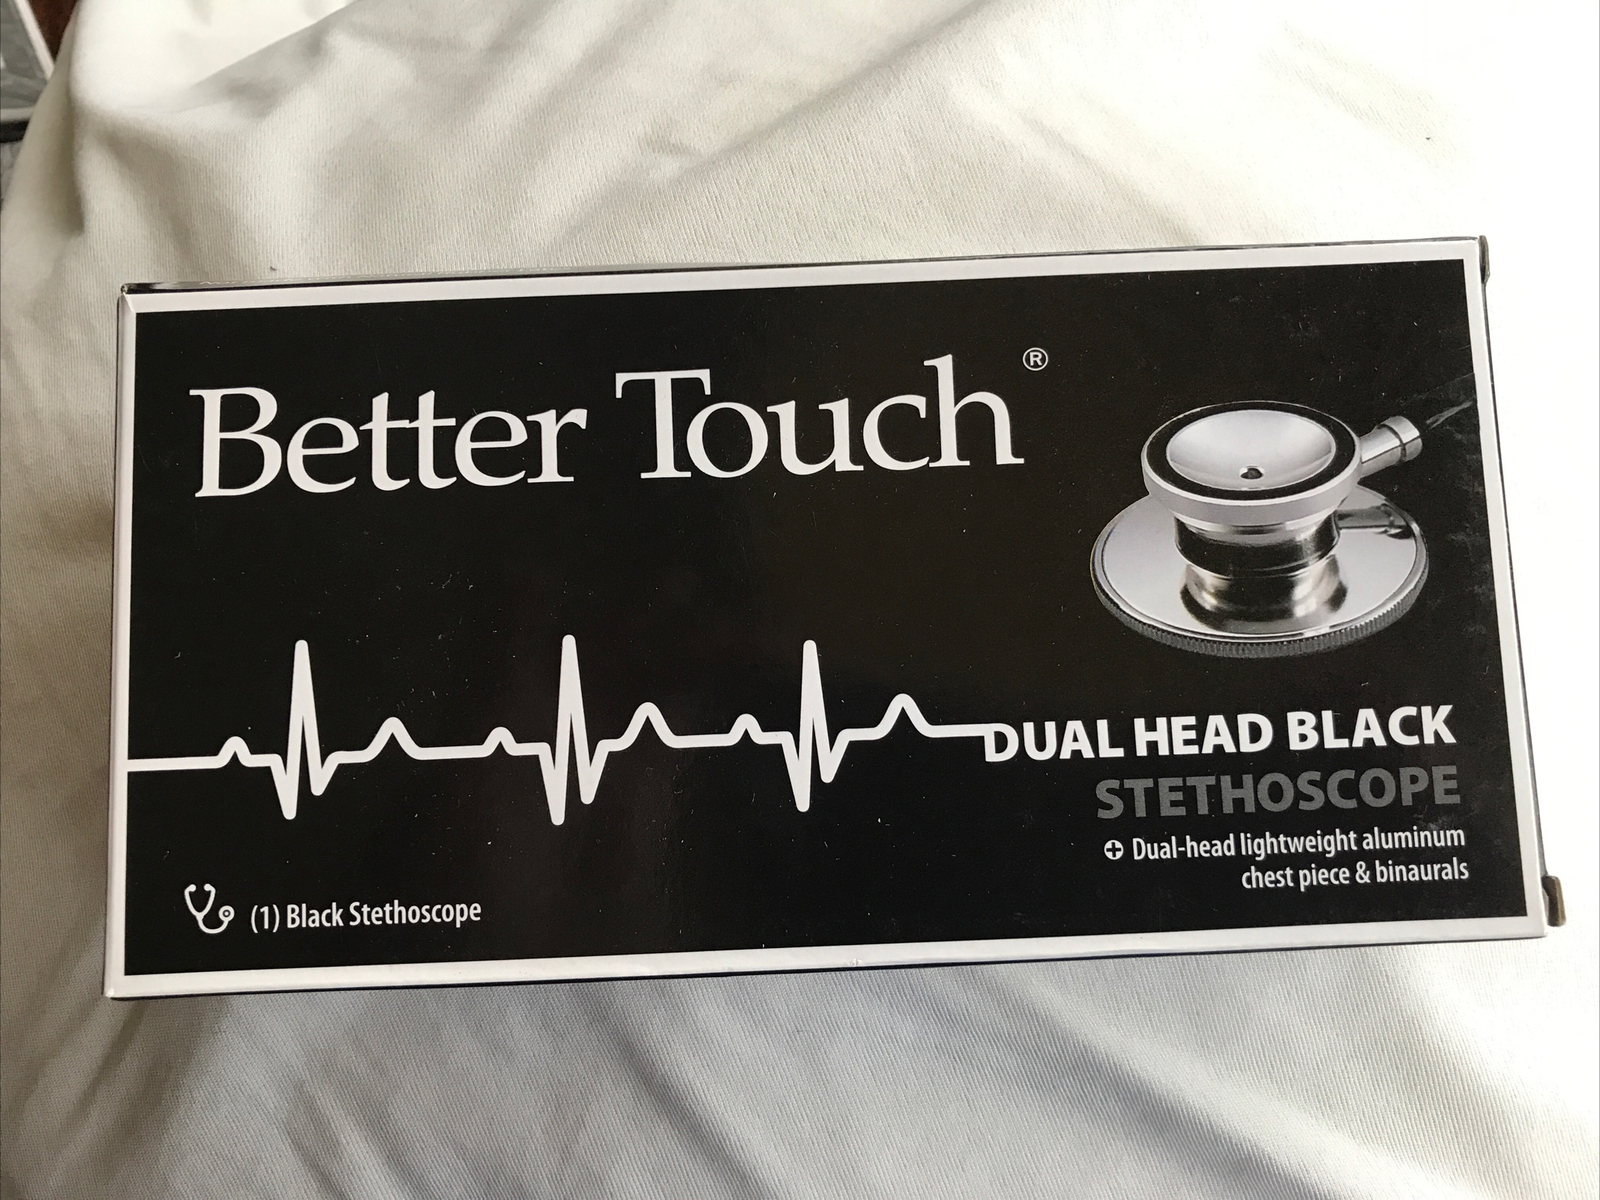 Better Touch ®
DUAL HEAD BLACK
STETHOSCOPE
Dual-head lightweight aluminum
chest piece & binaurals
(1) Black Stethoscope